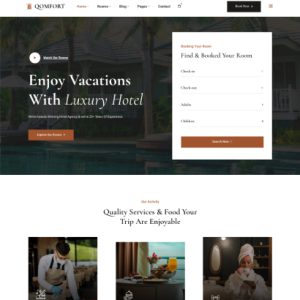 QOMFORT
Home
Rooms
Blog
Pages
Contact
Book Now
Watch Our Rooms
Enjoy Vacations
With Luxury Hotel
Explore Our Rooms
Booking Your Room
Find & Booked Your Room
Check-in
Check-out
Adults
Children
Search Now
Our Activity
Quality Services & Food Your
Trip Are Enjoyable